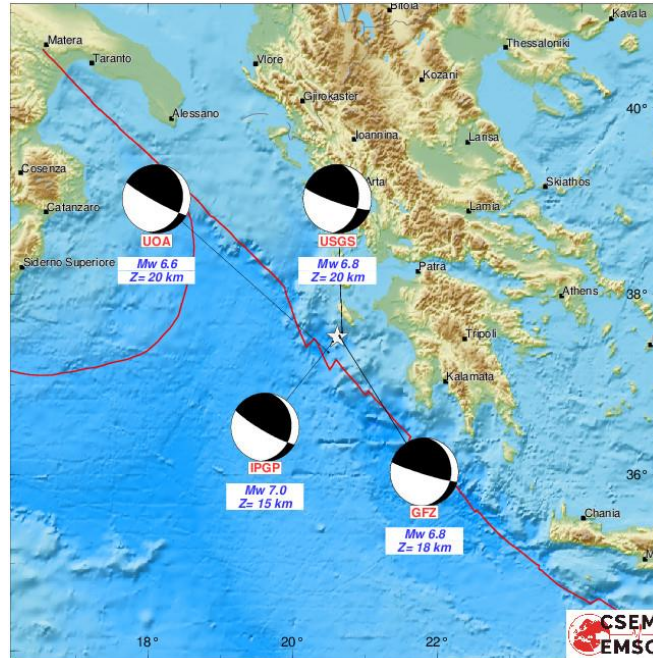 Bitola
Kavala
Matera
Thessaloniki
Taranto
Vlore
Kozani
Gjirokaster
40°
Alessano
Ioannina
Larisa
Cosenza
Arta
Skiathos
Catanzaro
Lamia
UOA
USGS
Siderno Superiore
Mw 6.6
Z= 20 km
Mw 6.8
Z= 20 km
Patra
Athens
38°
Tripoli
Kalamata
IPGP
Mw 7.0
Z= 15 km
36°
GFZ
Mw 6.8
Z= 18 km
Chania
M
18°
20°
22°
CSEM
EMSC